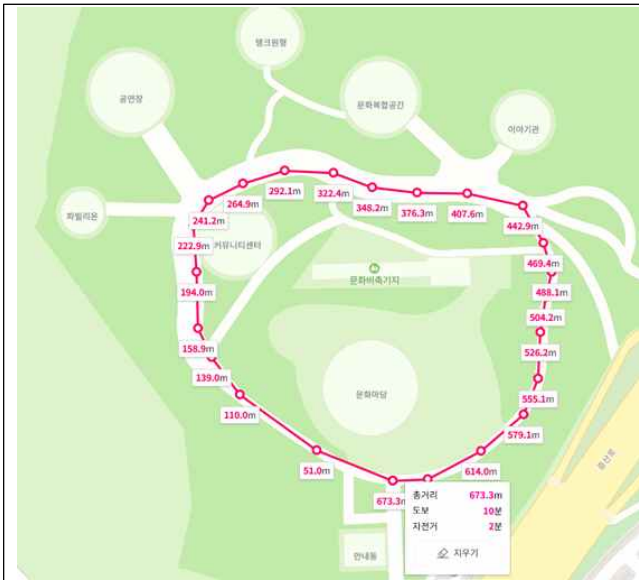 탱크원형
공연장
문화복합공간
이야기관
292.1m
322.4m
264.9m
348.2m
376.3m
407.6m
파빌리온
241.2m
442.9m
222.9m
커뮤니티센터
469.4m
문화비축기지
194.0m
488.1m
504.2m
158.9m
526.2m
139.0m
문화마당
555.1m
110.0m
579.1m
증산로
51.0m
614.0m
673.3m
총거리 673.3m
도보 10분
자전거 2분
지우기
안내동